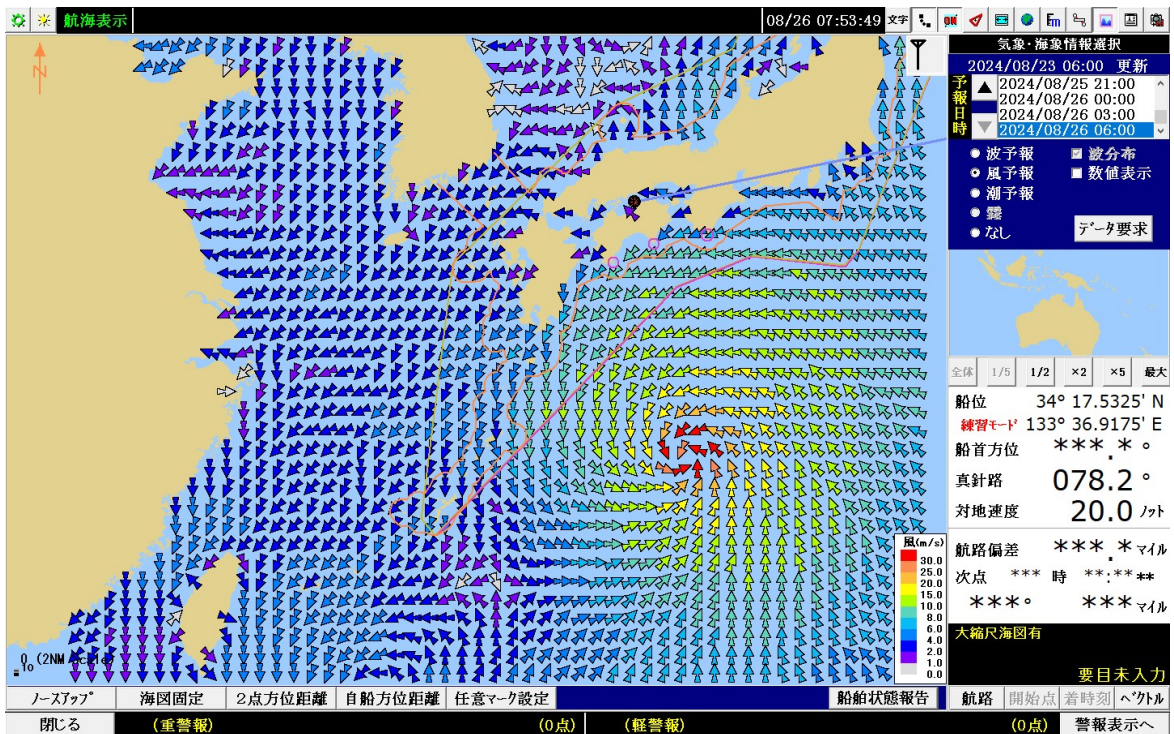 航海表示
08/26 07:53:49 文字
N
気象・海象情報選択
2024/08/23 06:00 更新
予報日時
2024/08/25 21:00
2024/08/26 00:00
2024/08/26 03:00
2024/08/26 06:00
波予報 波分布
風予報 数値表示
潮予報
霧
なし
データ要求
全体 1/5 1/2 ×2 ×5 最大
船位 34° 17.5325' N
練習モード 133° 36.9175' E
船首方位 ***.*°
真針路 078.2°
対地速度 20.0 ノット
航路偏差 ***.* マイル
次点 *** 時 **:** **
***° *** マイル
大縮尺海図有
要目未入力
風(m/s)
30.0
25.0
20.0
15.0
10.0
8.0
6.0
4.0
2.0
1.0
0.0
0 (2NM scale)
10
ノースアップ 海図固定 2点方位距離 自船方位距離 任意マーク設定 船舶状態報告 航路 開始点 着時刻 ベクトル
閉じる (重警報) (0点) (軽警報) (0点) 警報表示へ